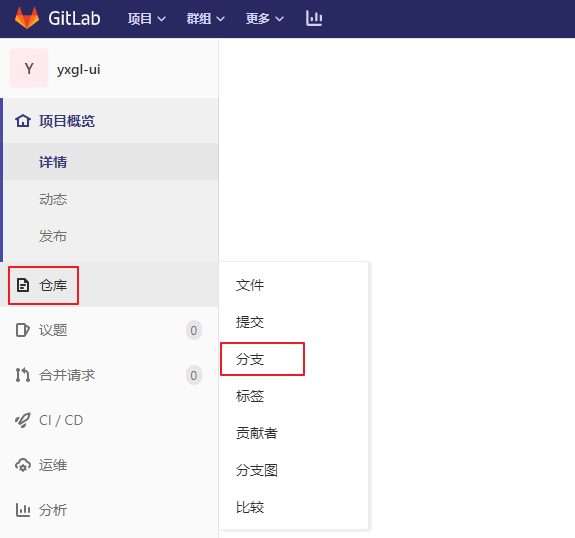 GitLab 项目 群组 更多
Y yxgl-ui
项目概览
详情
动态
发布
仓库
议题 0
合并请求 0
CI / CD
运维
分析
文件
提交
分支
标签
贡献者
分支图
比较